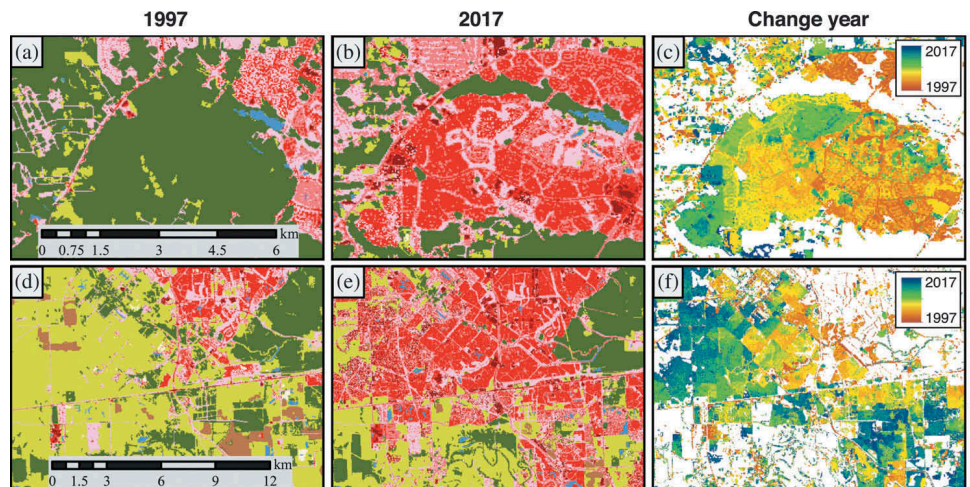 1997 2017 Change year
(a) (b) (c)
2017
1997
km
0 0.75 1.5 3 4.5 6
(d) (e) (f)
2017
1997
km
0 1.5 3 6 9 12